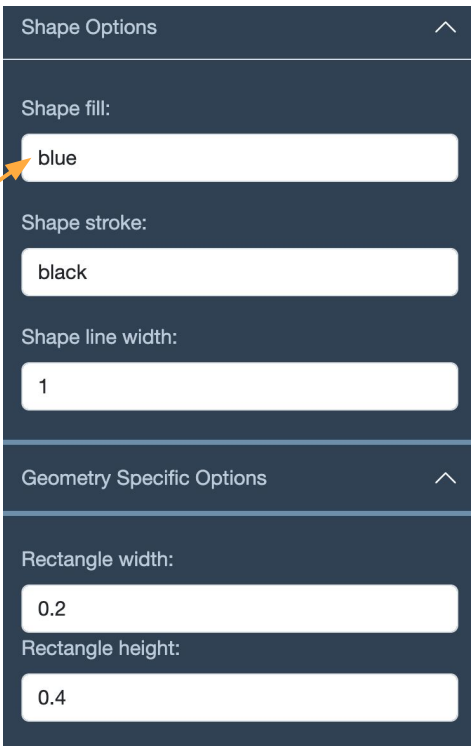 Shape Options
Shape fill:
blue
Shape stroke:
black
Shape line width:
1
Geometry Specific Options
Rectangle width:
0.2
Rectangle height:
0.4